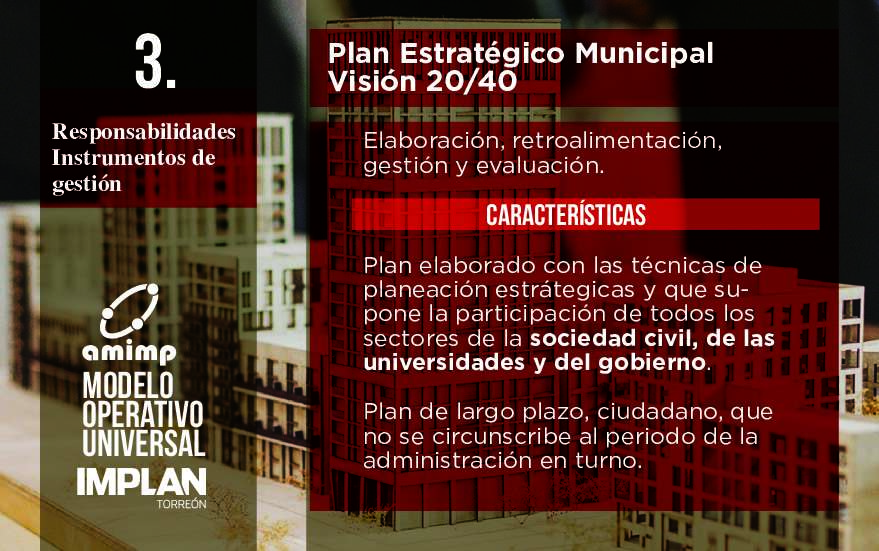 3.
Responsabilidades
Instrumentos de
gestión
amimp
MODELO
OPERATIVO
UNIVERSAL
IMPLAN
TORREÓN
Plan Estratégico Municipal
Visión 20/40
Elaboración, retroalimentación,
gestión y evaluación.
CARACTERÍSTICAS
Plan elaborado con las técnicas de
planeación estrátegicas y que su-
pone la participación de todos los
sectores de la sociedad civil, de las
universidades y del gobierno.
Plan de largo plazo, ciudadano, que
no se circunscribe al periodo de la
administración en turno.